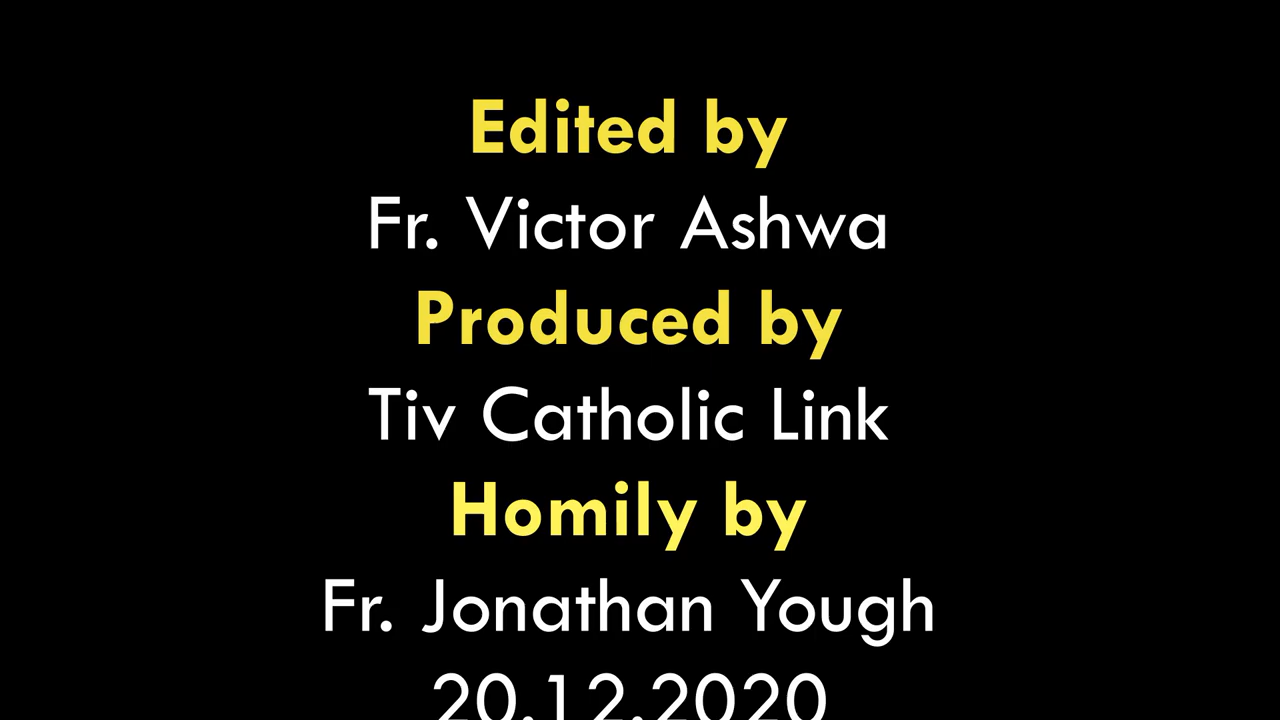 Edited by
Fr. Victor Ashwa
Produced by
Tiv Catholic Link
Homily by
Fr. Jonathan Yough
20.12.2020